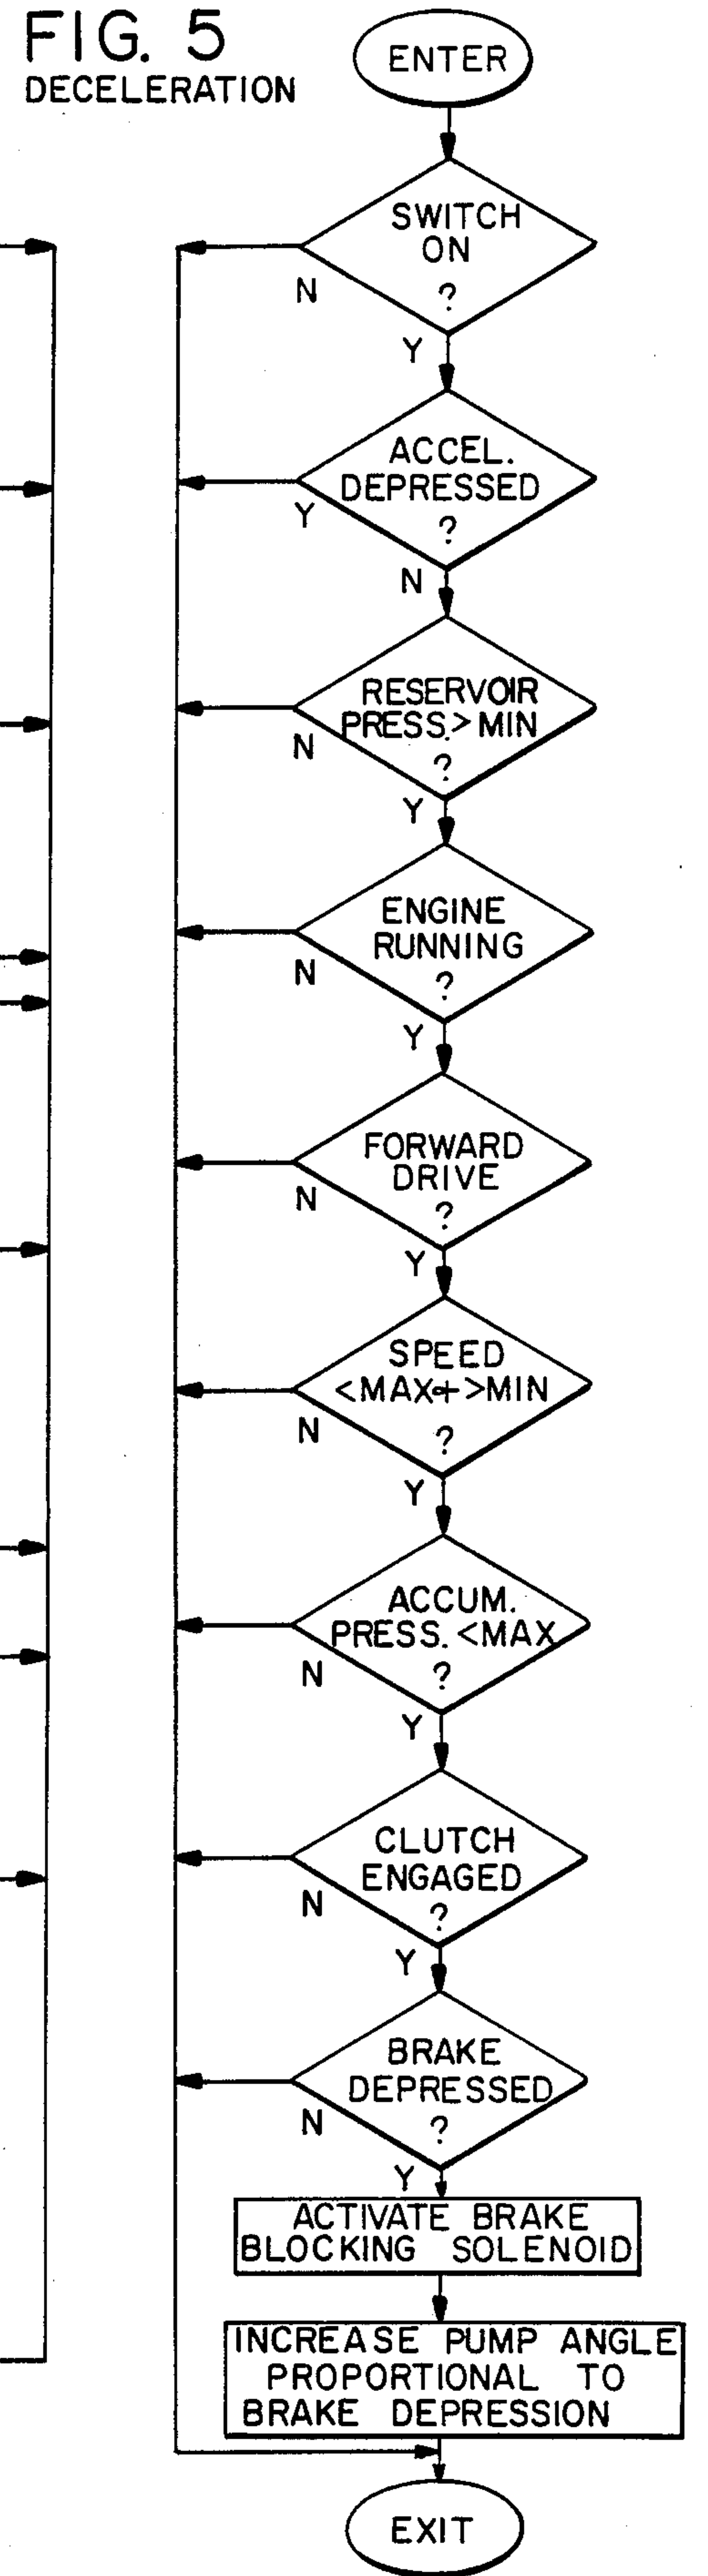 FIG. 5
DECELERATION
ENTER
SWITCH
ON
?
N
Y
ACCEL.
DEPRESSED
?
Y
N
RESERVOIR
PRESS.>MIN
?
N
Y
ENGINE
RUNNING
?
N
Y
FORWARD
DRIVE
?
N
Y
SPEED
<MAX+>MIN
?
N
Y
ACCUM.
PRESS.<MAX
?
N
Y
CLUTCH
ENGAGED
?
N
Y
BRAKE
DEPRESSED
?
N
Y
ACTIVATE BRAKE
BLOCKING SOLENOID
INCREASE PUMP ANGLE
PROPORTIONAL TO
BRAKE DEPRESSION
EXIT